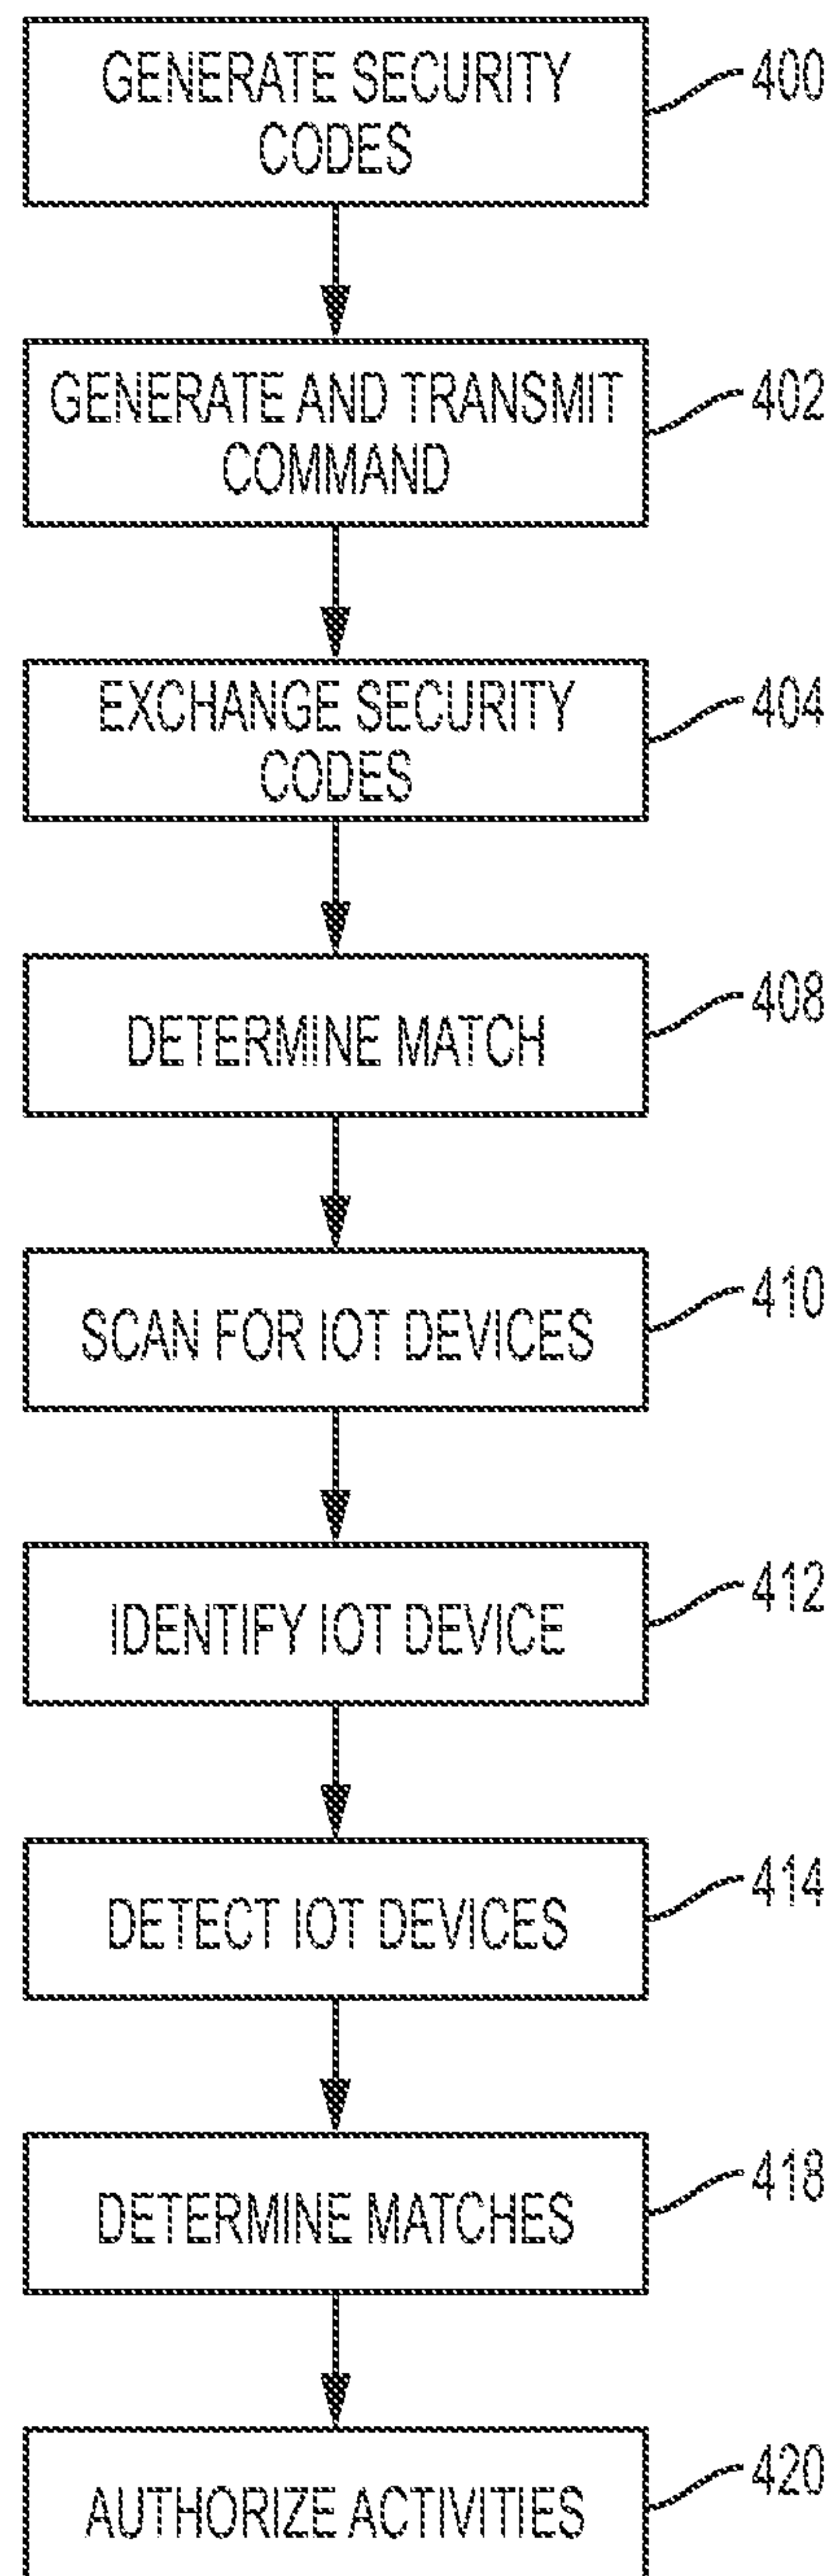 GENERATE SECURITY
CODES
400
GENERATE AND TRANSMIT
COMMAND
402
EXCHANGE SECURITY
CODES
404
DETERMINE MATCH
408
SCAN FOR IOT DEVICES
410
IDENTIFY IOT DEVICE
412
DETECT IOT DEVICES
414
DETERMINE MATCHES
418
AUTHORIZE ACTIVITIES
420